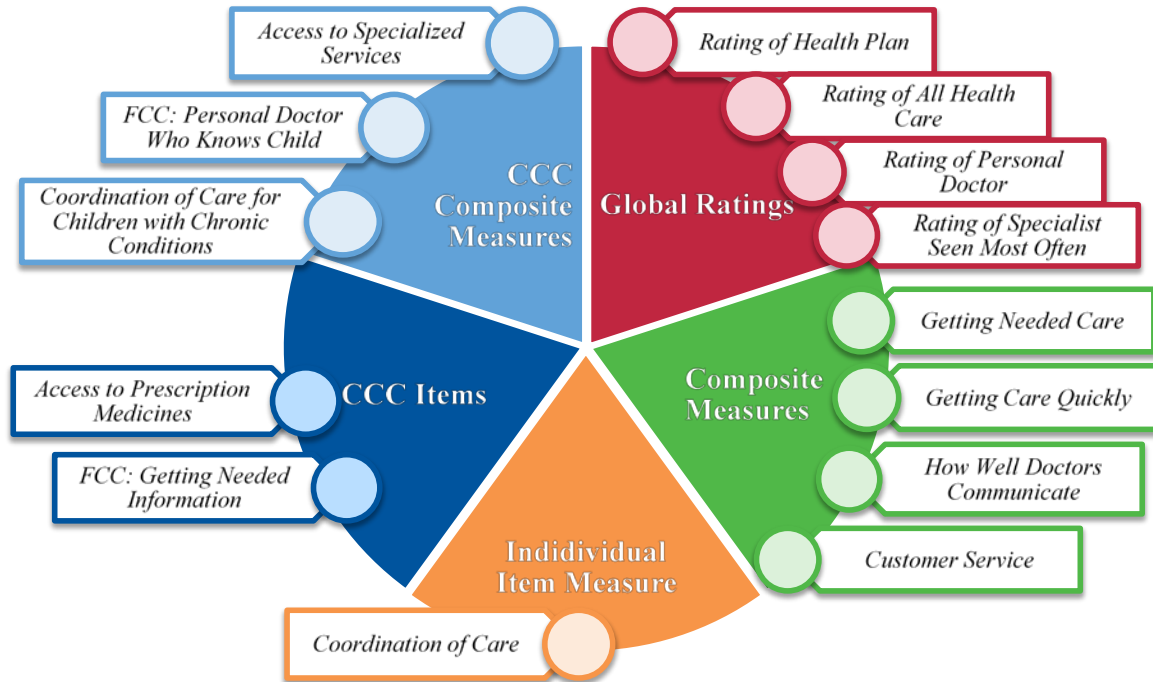 Access to Specialized
Services
FCC: Personal Doctor
Who Knows Child
Coordination of Care for
Children with Chronic
Conditions
CCC
Composite
Measures
Rating of Health Plan
Rating of All Health
Care
Rating of Personal
Doctor
Rating of Specialist
Seen Most Often
Global Ratings
Getting Needed Care
Getting Care Quickly
How Well Doctors
Communicate
Customer Service
Composite
Measures
Access to Prescription
Medicines
FCC: Getting Needed
Information
CCC Items
Indidividual
Item Measure
Coordination of Care